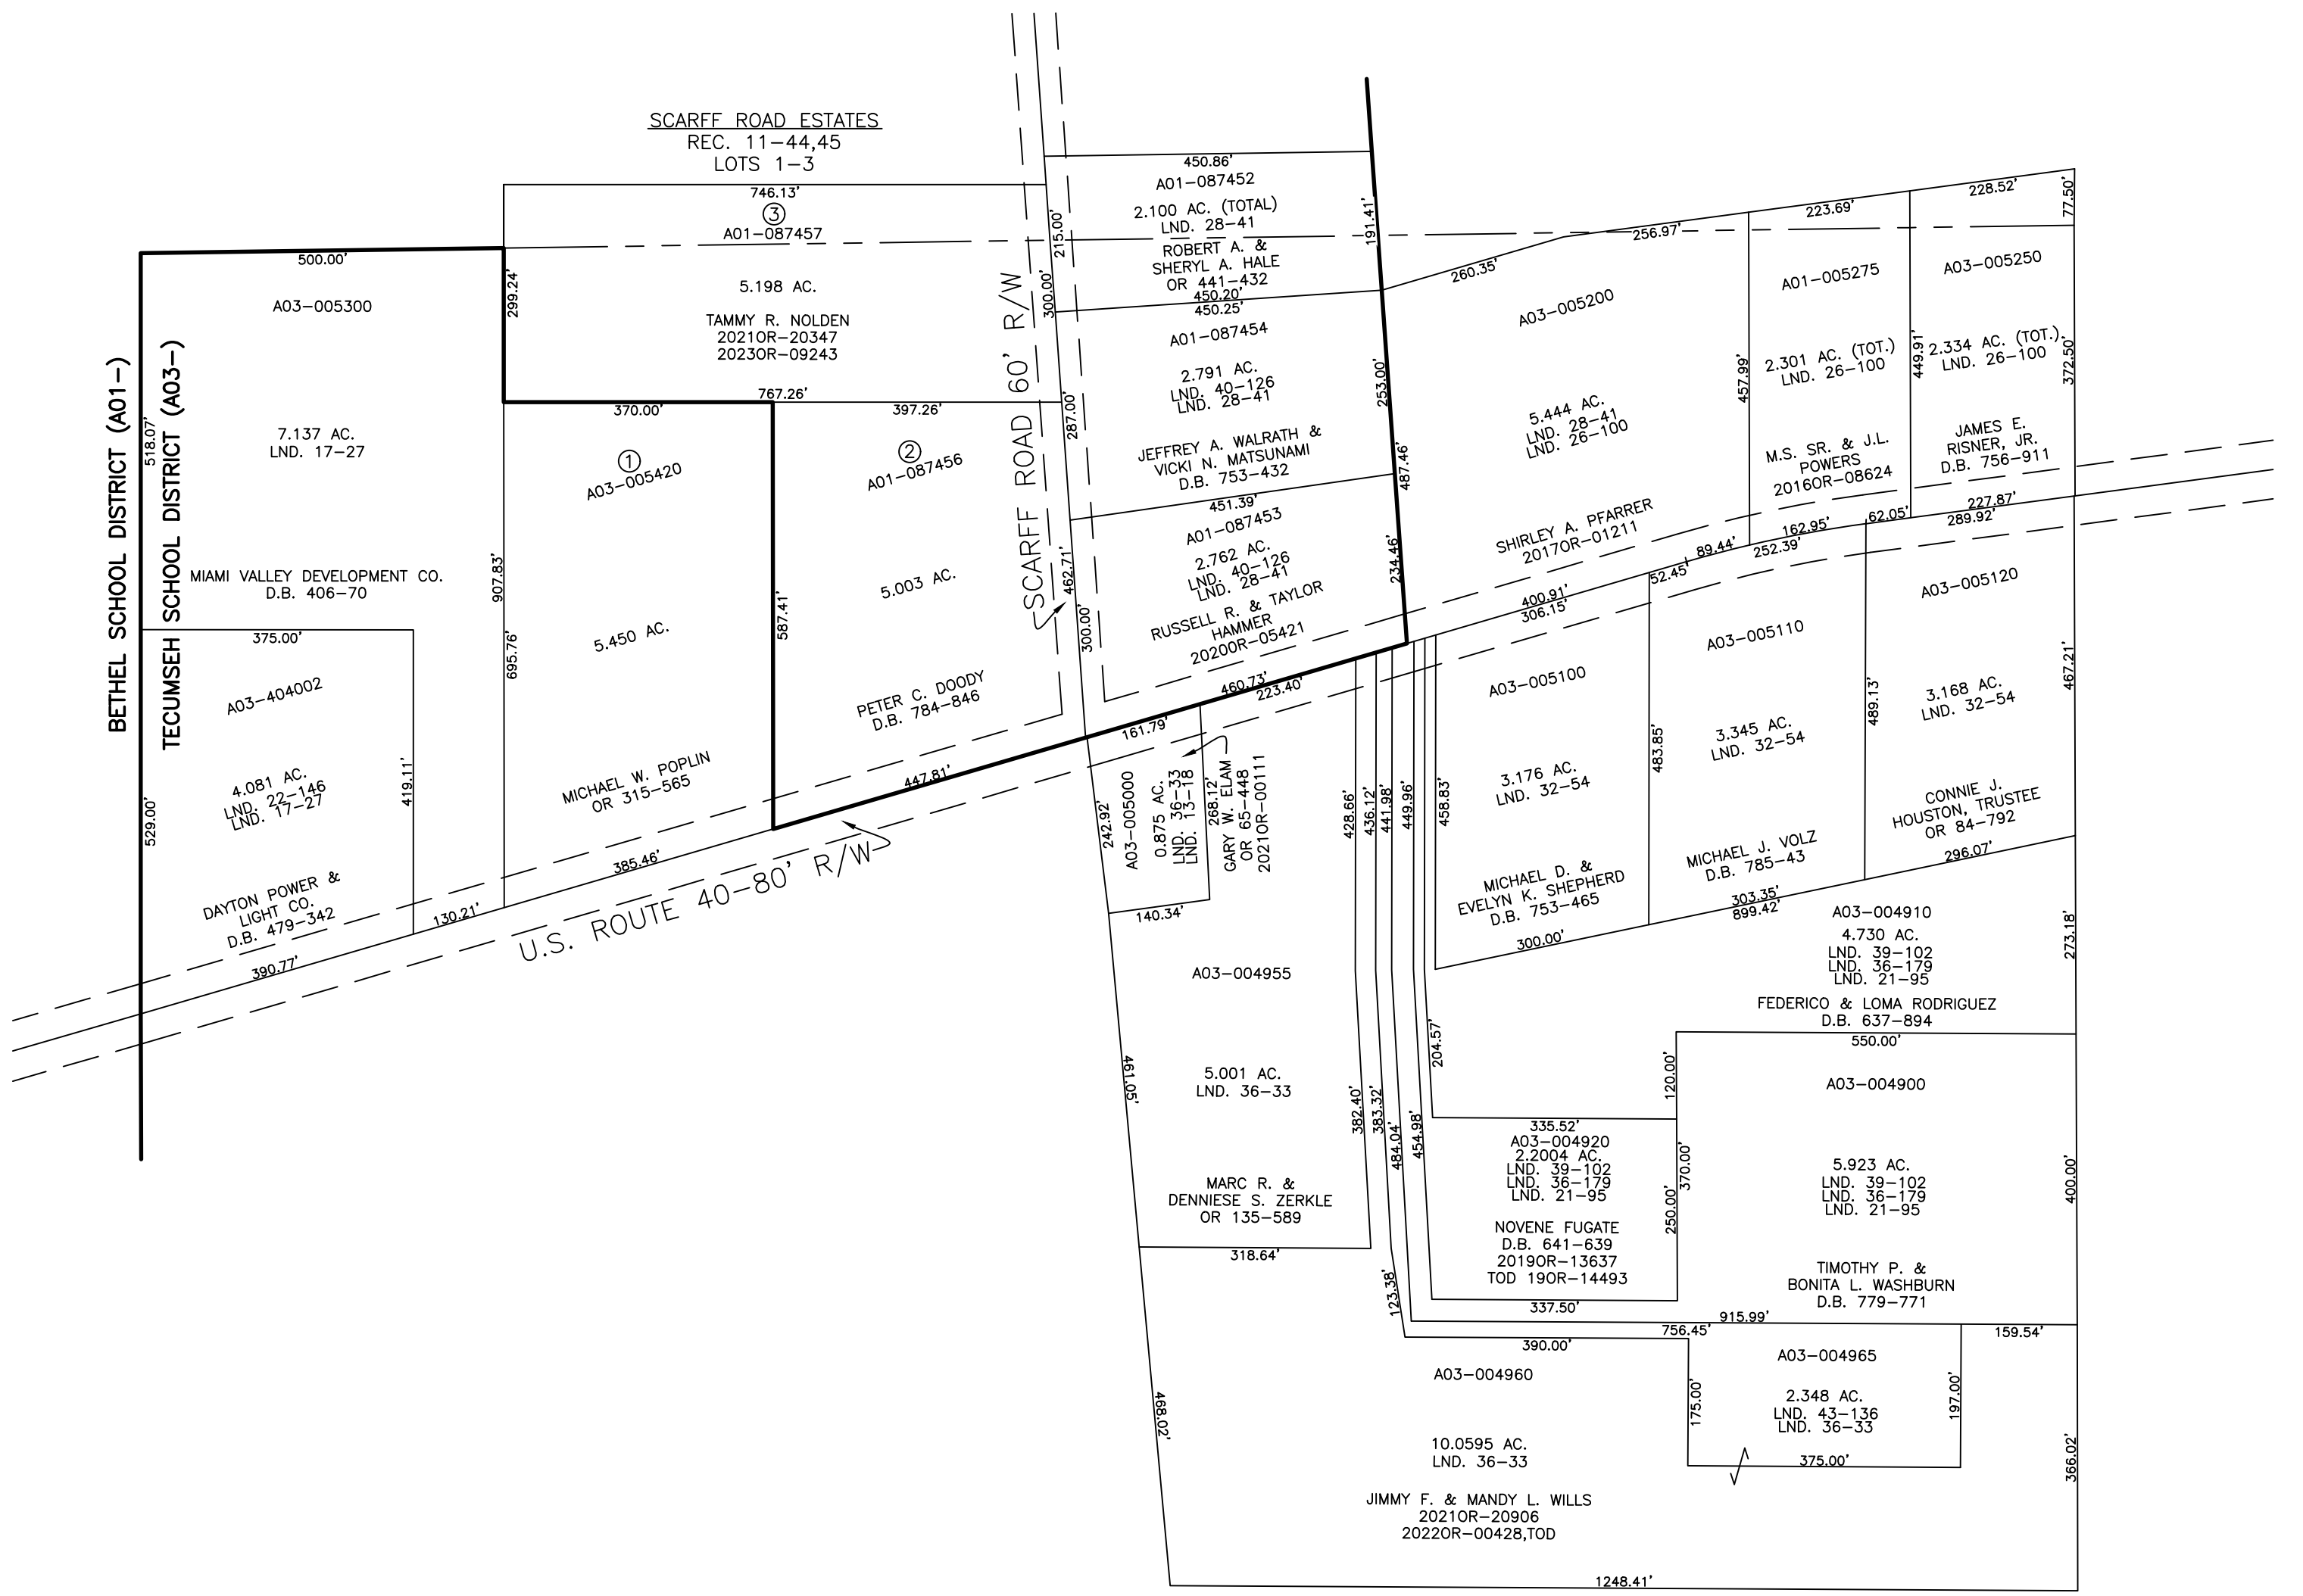 SCARFF ROAD ESTATES
REC. 11-44,45
LOTS 1-3
746.13'
3
A01-087457
5.198 AC.
TAMMY R. NOLDEN
2021OR-20347
2023OR-09243
767.26'
500.00'
299.24'
A03-005300
7.137 AC.
LND. 17-27
MIAMI VALLEY DEVELOPMENT CO.
D.B. 406-70
BETHEL SCHOOL DISTRICT (A01-)
TECUMSEH SCHOOL DISTRICT (A03-)
518.07'
529.00'
375.00'
A03-404002
4.081 AC.
LND. 22-146
LND. 17-27
419.11'
DAYTON POWER &
LIGHT CO.
D.B. 479-342
390.77'
130.21'
907.83'
695.76'
370.00'
1
A03-005420
5.450 AC.
MICHAEL W. POPLIN
OR 315-565
385.46'
587.41'
397.26'
2
A01-087456
5.003 AC.
PETER C. DOODY
D.B. 784-846
447.81'
U.S. ROUTE 40-80' R/W
SCARFF ROAD 60' R/W
215.00'
300.00'
287.00'
462.71'
300.00'
450.86'
A01-087452
2.100 AC. (TOTAL)
LND. 28-41
ROBERT A. &
SHERYL A. HALE
OR 441-432
450.20'
191.41'
450.25'
A01-087454
2.791 AC.
LND. 40-126
LND. 28-41
JEFFREY A. WALRATH &
VICKI N. MATSUNAMI
D.B. 753-432
253.00'
487.46'
451.39'
A01-087453
2.762 AC.
LND. 40-126
LND. 28-41
RUSSELL R. & TAYLOR
HAMMER
2020OR-05421
234.46'
460.73'
223.40'
161.79'
260.35'
256.97'
A03-005200
5.444 AC.
LND. 28-41
LND. 26-100
SHIRLEY A. PFARRER
2017OR-01211
457.99'
400.91'
306.15'
52.45'
89.44'
223.69'
A01-005275
2.301 AC. (TOT.)
LND. 26-100
M.S. SR. & J.L.
POWERS
2016OR-08624
449.91'
162.95'
252.39'
62.05'
228.52'
77.50'
A03-005250
2.334 AC. (TOT.)
LND. 26-100
372.50'
JAMES E.
RISNER, JR.
D.B. 756-911
227.87'
289.92'
242.92'
A03-005000
0.875 AC.
LND. 36-33
LND. 13-18
268.12'
GARY W. ELAM
OR 65-448
2021OR-00111
140.34'
A03-004955
5.001 AC.
LND. 36-33
461.05'
MARC R. &
DENNIESE S. ZERKLE
OR 135-589
318.64'
428.66'
436.12'
441.98'
449.96'
458.83'
382.40'
383.32'
484.04'
454.98'
204.57'
123.38'
A03-005100
3.176 AC.
LND. 32-54
MICHAEL D. &
EVELYN K. SHEPHERD
D.B. 753-465
300.00'
483.85'
A03-005110
3.345 AC.
LND. 32-54
MICHAEL J. VOLZ
D.B. 785-43
303.35'
899.42'
489.13'
A03-005120
3.168 AC.
LND. 32-54
CONNIE J.
HOUSTON, TRUSTEE
OR 84-792
296.07'
467.21'
A03-004910
4.730 AC.
LND. 39-102
LND. 36-179
LND. 21-95
FEDERICO & LOMA RODRIGUEZ
D.B. 637-894
273.18'
550.00'
120.00'
335.52'
A03-004920
2.2004 AC.
LND. 39-102
LND. 36-179
LND. 21-95
NOVENE FUGATE
D.B. 641-639
2019OR-13637
TOD 19OR-14493
337.50'
250.00'
370.00'
A03-004900
5.923 AC.
LND. 39-102
LND. 36-179
LND. 21-95
400.00'
TIMOTHY P. &
BONITA L. WASHBURN
D.B. 779-771
915.99'
756.45'
159.54'
390.00'
A03-004960
10.0595 AC.
LND. 36-33
JIMMY F. & MANDY L. WILLS
2021OR-20906
2022OR-00428,TOD
468.02'
175.00'
A03-004965
2.348 AC.
LND. 43-136
LND. 36-33
375.00'
197.00'
366.02'
1248.41'